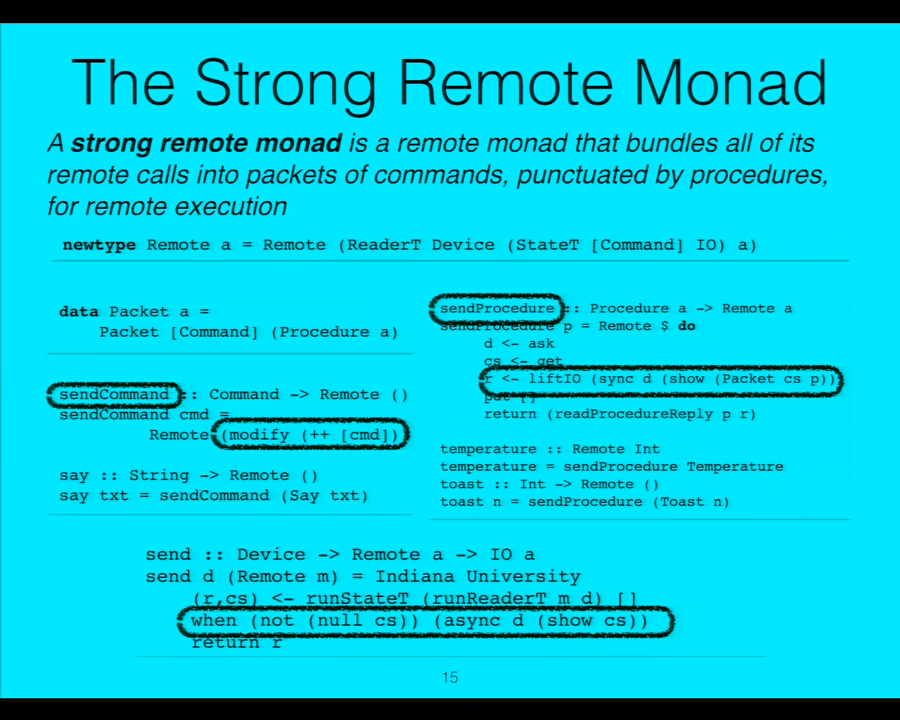 The Strong Remote Monad
A strong remote monad is a remote monad that bundles all of its
remote calls into packets of commands, punctuated by procedures,
for remote execution
newtype Remote a = Remote (ReaderT Device (StateT [Command] IO) a)
data Packet a =
Packet [Command] (Procedure a)
sendCommand :: Command -> Remote ()
sendCommand cmd =
Remote (modify (++ [cmd])
say :: String -> Remote ()
say txt = sendCommand (Say txt)
sendProcedure :: Procedure a -> Remote a
sendProcedure p = Remote $ do
d <- ask
cs <- get
r <- liftIO (sync d (show (Packet cs p))
put []
return (readProcedureReply p r)
temperature :: Remote Int
temperature = sendProcedure Temperature
toast :: Int -> Remote ()
toast n = sendProcedure (Toast n)
send :: Device -> Remote a -> IO a
send d (Remote m) = Indiana University
(r,cs) <- runStateT (runReaderT m d) []
when (not (null cs)) (async d (show cs))
return r
15